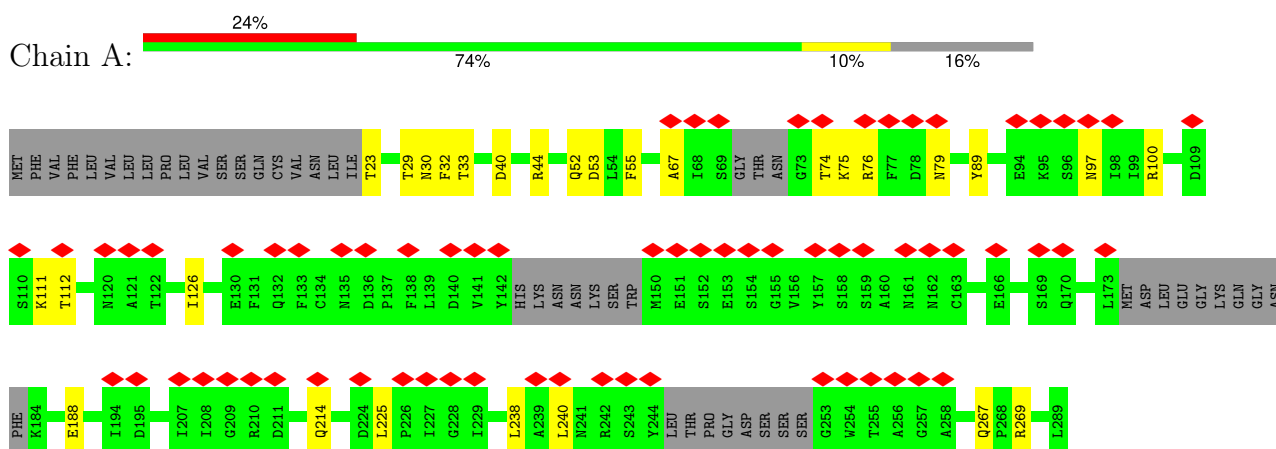 24%
Chain A:
74% 10% 16%
MET PHE VAL PHE LEU VAL LEU LEU PRO LEU VAL SER SER GLN CYS VAL ASN LEU ILE T23 T29 N30 F32 T33 D40 R44 Q52 D53 L54 F55 A67 I68 S69 GLY THR ASN G73 T74 K75 R76 F77 D78 N79 Y89 E94 K95 S96 N97 I98 I99 R100 D109
S110 K111 T112 N120 A121 T122 I126 E130 F131 Q132 F133 C134 N135 D136 P137 F138 L139 D140 V141 Y142 HIS LYS ASN ASN LYS SER TRP M150 E151 S152 E153 S154 G155 V156 Y157 S158 S159 A160 N161 N162 C163 E166 S169 Q170 L173 MET ASP LEU GLU GLY LYS GLN GLY ASN
PHE K184 E188 I194 D195 I207 I208 G209 R210 D211 Q214 D224 L225 P226 I227 G228 I229 L238 A239 L240 N241 R242 S243 Y244 LEU THR PRO GLY ASP SER SER SER G253 W254 T255 A256 G257 A258 Q267 P268 R269 L289